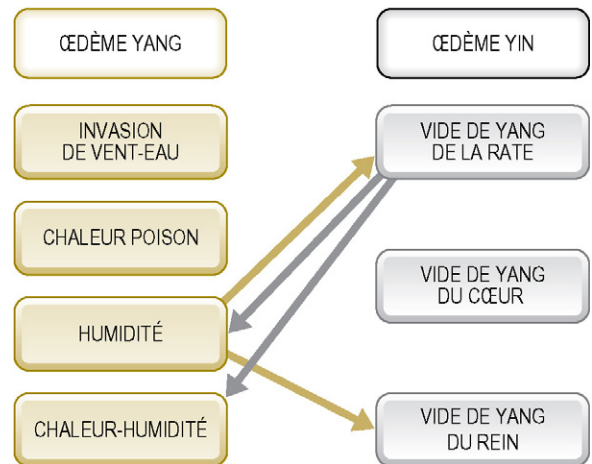 ŒDÈME YANG
ŒDÈME YIN
INVASION
DE VENT-EAU
VIDE DE YANG
DE LA RATE
CHALEUR POISON
VIDE DE YANG
DU CŒUR
HUMIDITÉ
CHALEUR-HUMIDITÉ
VIDE DE YANG
DU REIN